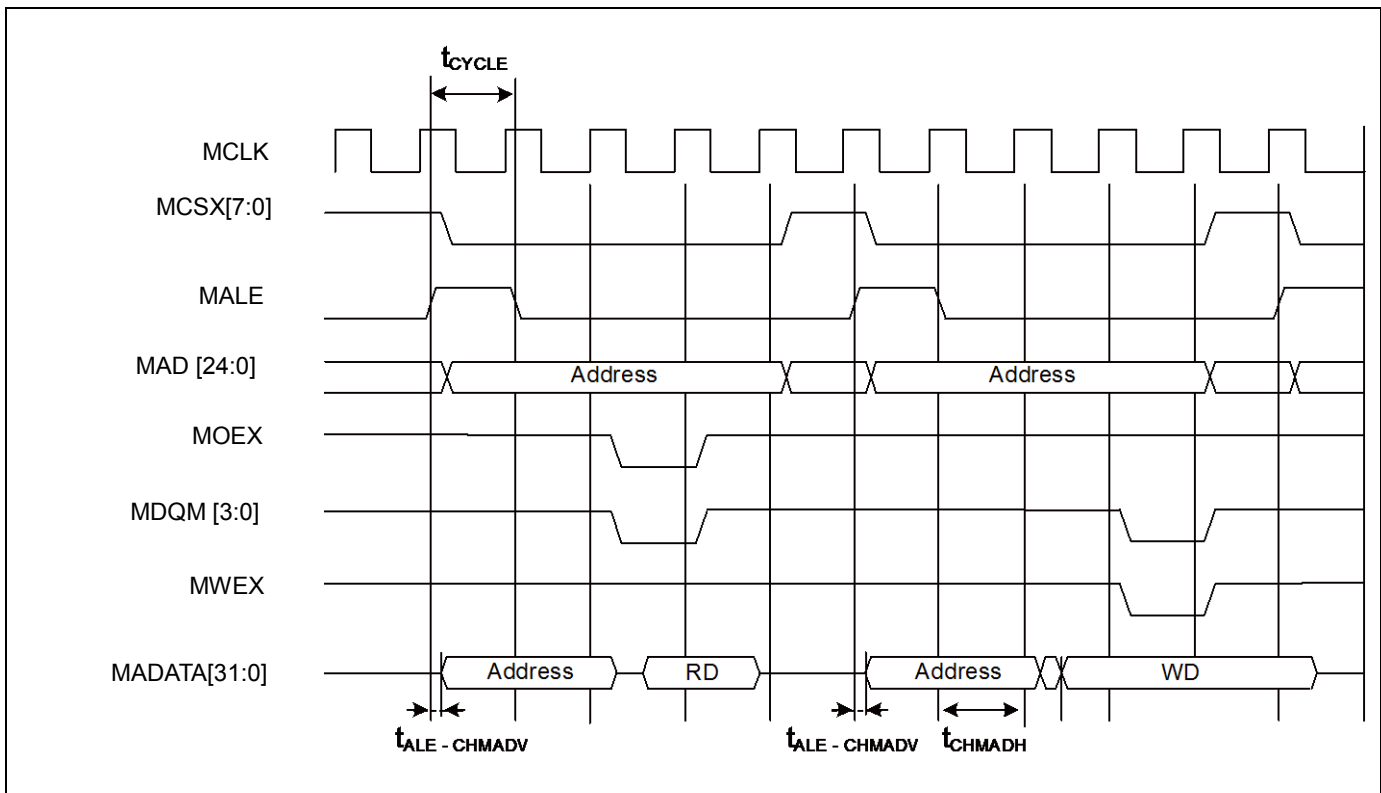 tCYCLE
MCLK
MCSX[7:0]
MALE
MAD [24:0]
Address
Address
MOEX
MDQM [3:0]
MWEX
MADATA[31:0]
Address
RD
Address
WD
tALE - CHMADV
tALE - CHMADV
tCHMADH